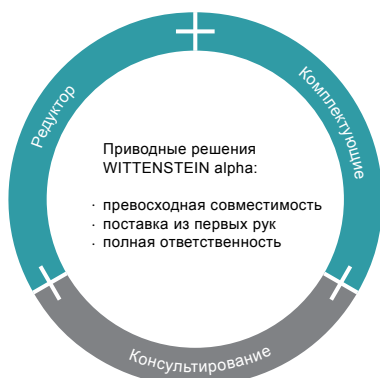 Редуктор
Комплектующие
Приводные решения
WITTENSTEIN alpha:
· превосходная совместимость
· поставка из первых рук
· полная ответственность
Консультирование